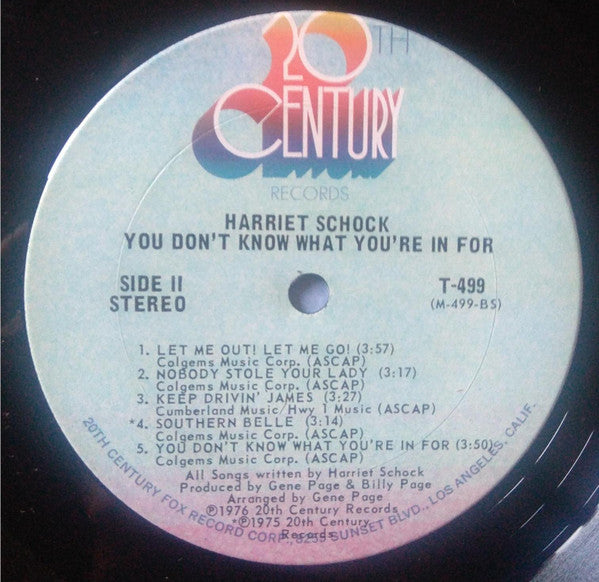 20TH
CENTURY
RECORDS
HARRIET SCHOCK
YOU DON'T KNOW WHAT YOU'RE IN FOR
SIDE II
STEREO
T-499
(M-499-BS)
1. LET ME OUT! LET ME GO! (3:57)
Colgems Music Corp. (ASCAP)
2. NOBODY STOLE YOUR LADY (3:17)
Colgems Music Corp. (ASCAP)
3. KEEP DRIVIN' JAMES (3:27)
Cumberland Music/Hwy 1 Music (ASCAP)
*4. SOUTHERN BELLE (3:14)
Colgems Music Corp. (ASCAP)
5. YOU DON'T KNOW WHAT YOU'RE IN FOR (3:50)
Colgems Music Corp. (ASCAP)
All Songs written by Harriet Schock
Produced by Gene Page & Billy Page
Arranged by Gene Page
℗1976 20th Century Records
*℗1975 20th Century
Records
20TH CENTURY FOX RECORD CORP., 8255 SUNSET BLVD., LOS ANGELES, CALIF.